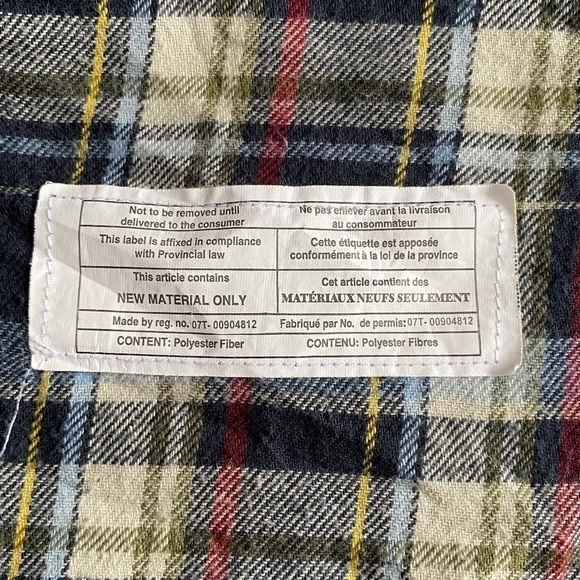 Not to be removed until
delivered to the consumer
Ne pas enlever avant la livraison
au consommateur
This label is affixed in compliance
with Provincial law
Cette étiquette est apposée
conformément à la loi de la province
This article contains
NEW MATERIAL ONLY
Cet article contient des
MATÉRIAUX NEUFS SEULEMENT
Made by reg. no. 07T- 00904812
Fabriqué par No. de permis: 07T- 00904812
CONTENT: Polyester Fiber
CONTENU: Polyester Fibres